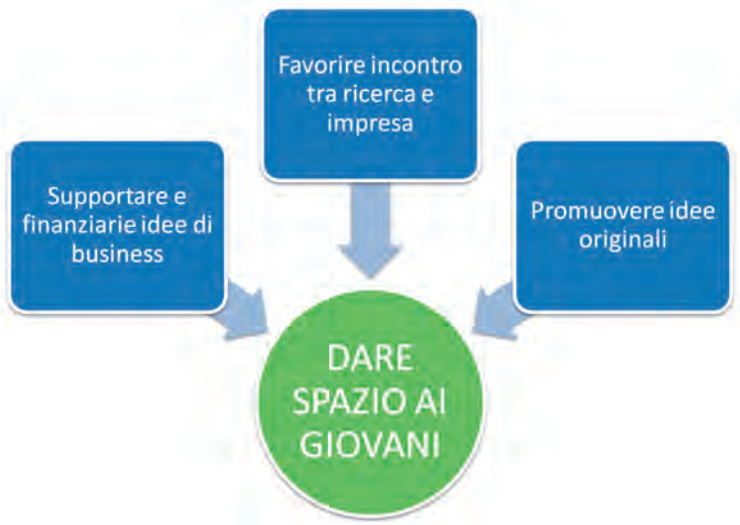 Favorire incontro
tra ricerca e
impresa
Supportare e
finanziarie idee di
business
Promuovere idee
originali
DARE
SPAZIO AI
GIOVANI